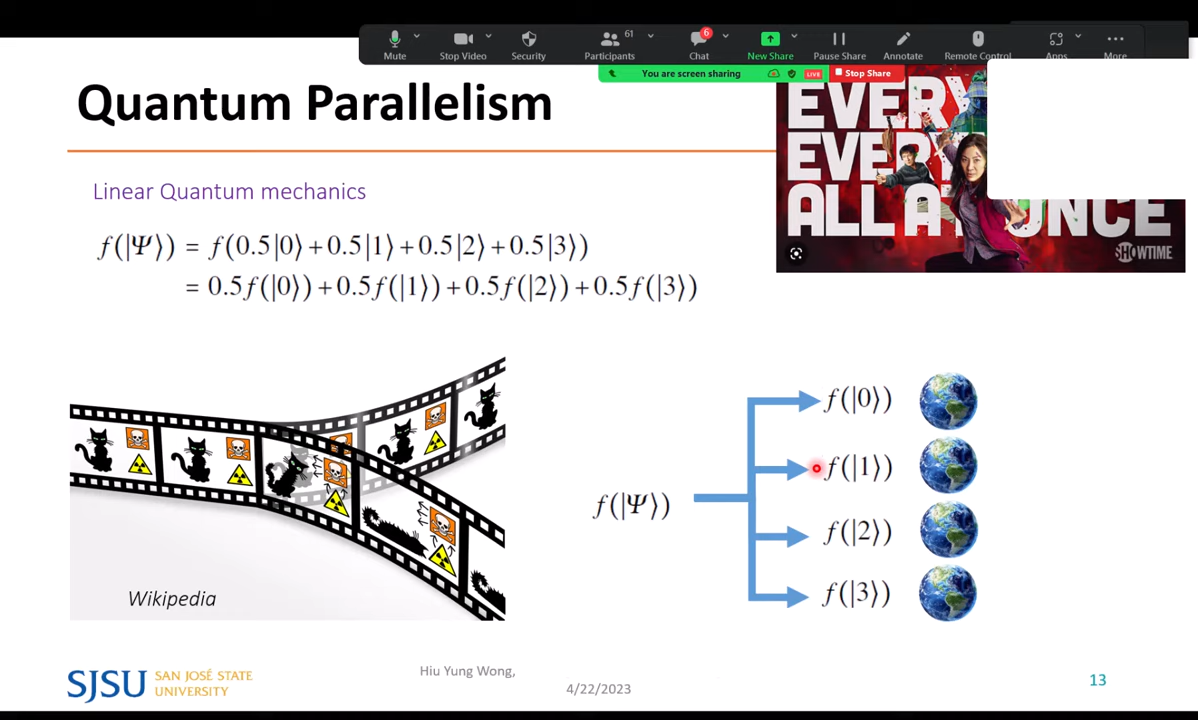 61
6
Mute
Stop Video
Security
Participants
Chat
New Share
Pause Share
Annotate
Remote Control
Apps
More
You are screen sharing
LIVE
Stop Share
Quantum Parallelism
EVERY
EVERY
ALL AT ONCE
SHOWTIME
Linear Quantum mechanics
f(|Ψ⟩) = f(0.5|0⟩+0.5|1⟩+0.5|2⟩+0.5|3⟩)
= 0.5f(|0⟩)+0.5f(|1⟩)+0.5f(|2⟩)+0.5f(|3⟩)
f(|Ψ⟩)
f(|0⟩)
f(|1⟩)
f(|2⟩)
f(|3⟩)
Wikipedia
SJSU SAN JOSÉ STATE
UNIVERSITY
Hiu Yung Wong,
4/22/2023
13